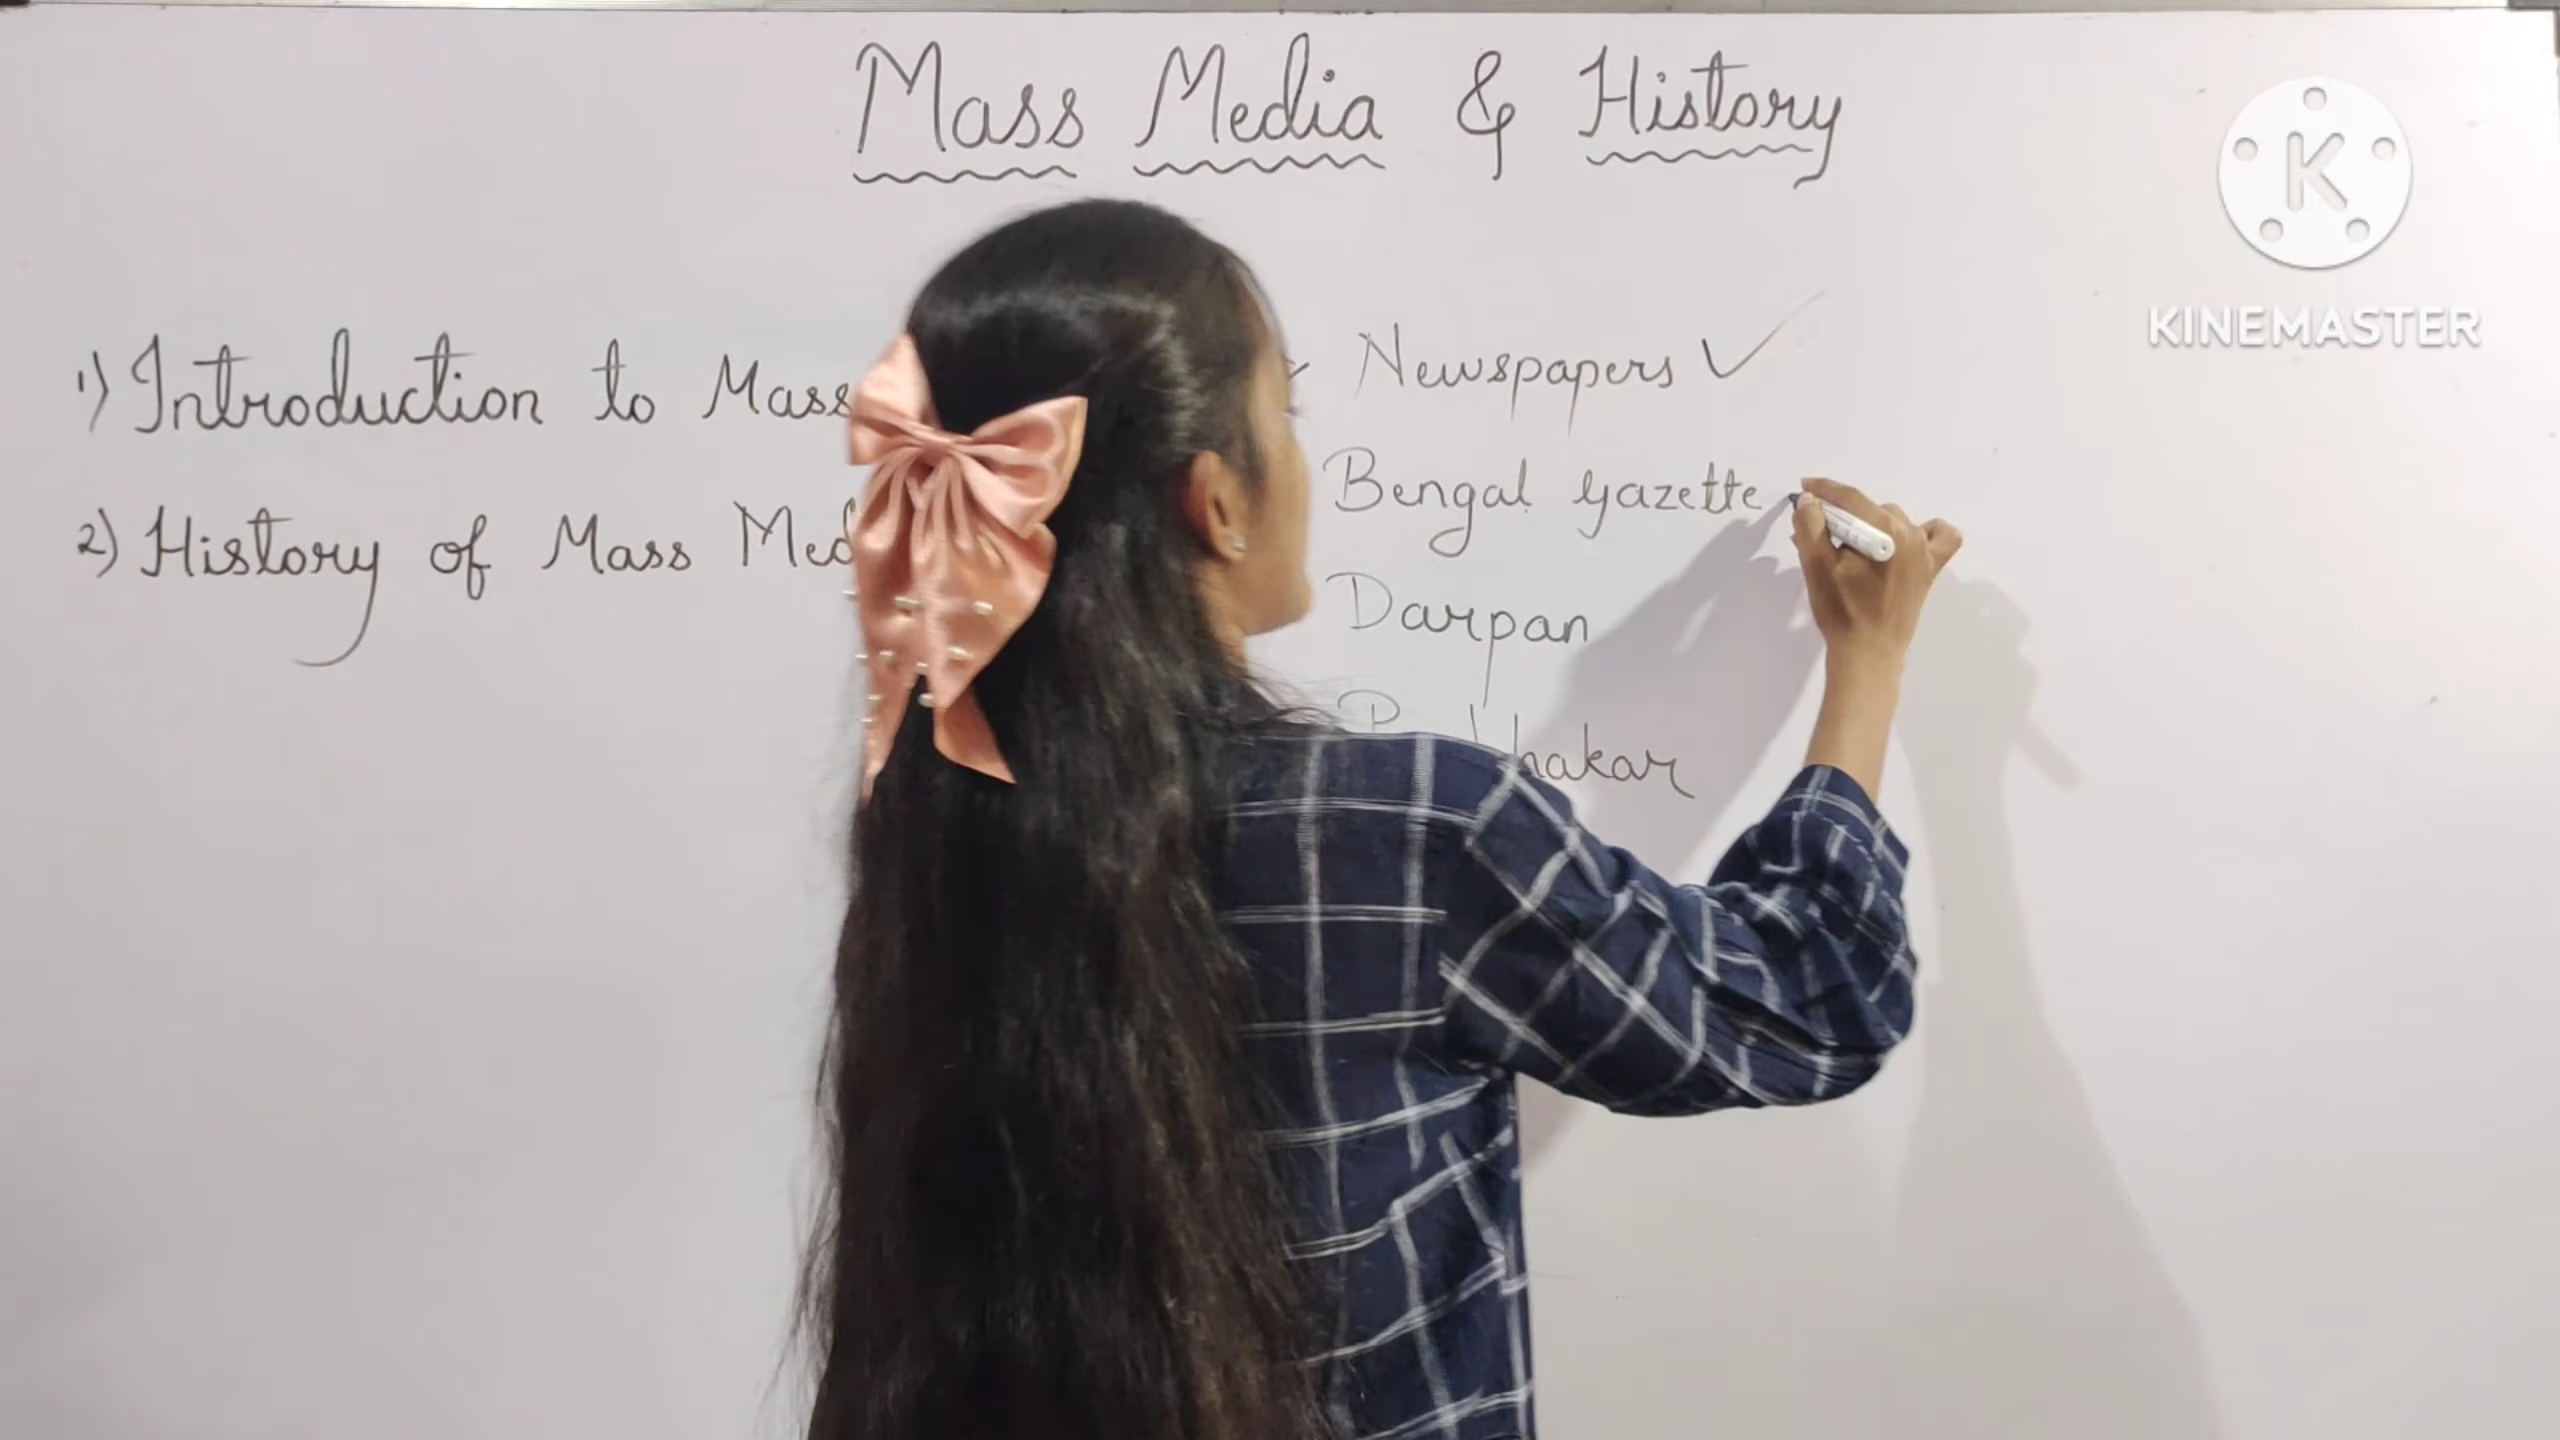 Mass Media & History
1) Introduction to Mass
2) History of Mass
Newspapers ✓
Bengal Gazette
Darpan
KINEMASTER